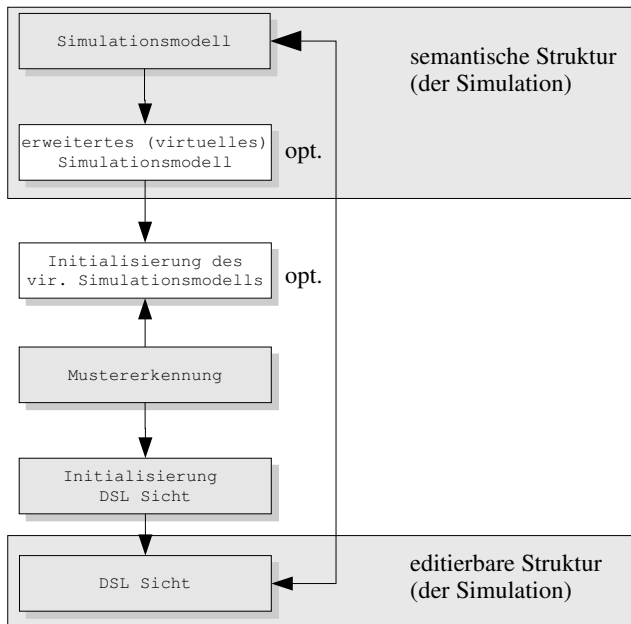 Simulationsmodell
semantische Struktur
(der Simulation)
erweitertes (virtuelles)
Simulationsmodell
opt.
Initialisierung des
vir. Simulationsmodells
opt.
Mustererkennung
Initialisierung
DSL Sicht
DSL Sicht
editierbare Struktur
(der Simulation)